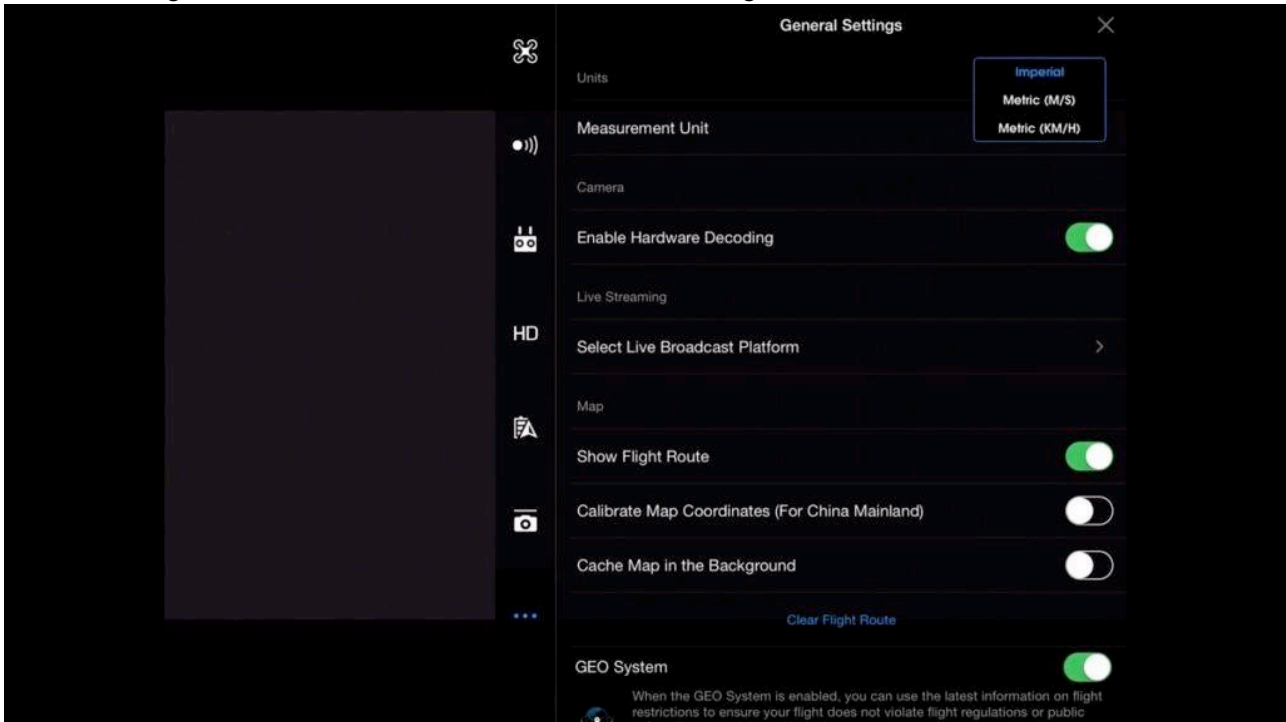 General Settings
Units
Imperial
Metric (M/S)
Metric (KM/H)
Measurement Unit
Camera
Enable Hardware Decoding
Live Streaming
HD
Select Live Broadcast Platform
Map
Show Flight Route
Calibrate Map Coordinates (For China Mainland)
Cache Map in the Background
Clear Flight Route
GEO System
When the GEO System is enabled, you can use the latest information on flight
restrictions to ensure your flight does not violate flight regulations or public